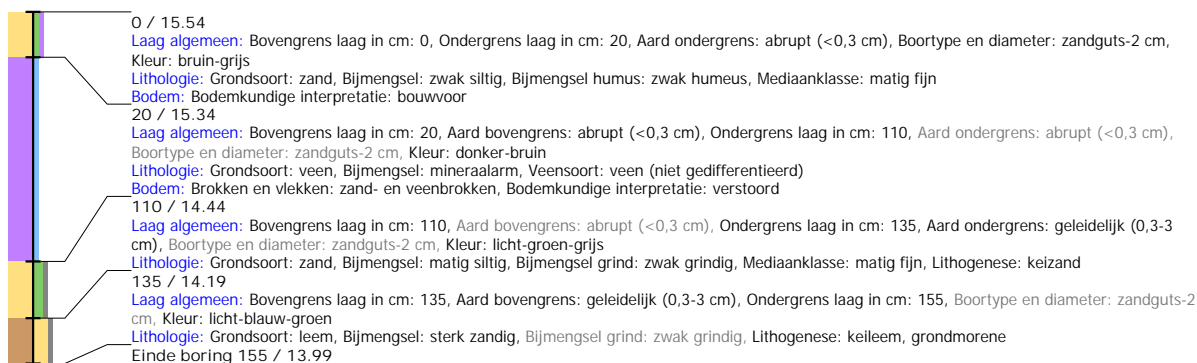 0 / 15.54
Laag algemeen: Bovengrens laag in cm: 0, Ondergrens laag in cm: 20, Aard ondergrens: abrupt (<0,3 cm), Boortype en diameter: zandguts-2 cm,
Kleur: bruin-grijs
Lithologie: Grondsoort: zand, Bijmengsel: zwak siltig, Bijmengsel humus: zwak humeus, Mediaanklasse: matig fijn
Bodem: Bodemkundige interpretatie: bouwvoor
20 / 15.34
Laag algemeen: Bovengrens laag in cm: 20, Aard bovengrens: abrupt (<0,3 cm), Ondergrens laag in cm: 110, Aard ondergrens: abrupt (<0,3 cm),
Boortype en diameter: zandguts-2 cm, Kleur: donker-bruin
Lithologie: Grondsoort: veen, Bijmengsel: mineraalarm, Veensoort: veen (niet gedifferentieerd)
Bodem: Brokken en vlekken: zand- en veenbrokken, Bodemkundige interpretatie: verstoord
110 / 14.44
Laag algemeen: Bovengrens laag in cm: 110, Aard bovengrens: abrupt (<0,3 cm), Ondergrens laag in cm: 135, Aard ondergrens: geleidelijk (0,3-3
cm), Boortype en diameter: zandguts-2 cm, Kleur: licht-groen-grijs
Lithologie: Grondsoort: zand, Bijmengsel: matig siltig, Bijmengsel grind: zwak grindig, Mediaanklasse: matig fijn, Lithogenese: keizand
135 / 14.19
Laag algemeen: Bovengrens laag in cm: 135, Aard bovengrens: geleidelijk (0,3-3 cm), Ondergrens laag in cm: 155, Boortype en diameter: zandguts-2
cm, Kleur: licht-blauw-groen
Lithologie: Grondsoort: leem, Bijmengsel: sterk zandig, Bijmengsel grind: zwak grindig, Lithogenese: keileem, grondmorene
Einde boring 155 / 13.99